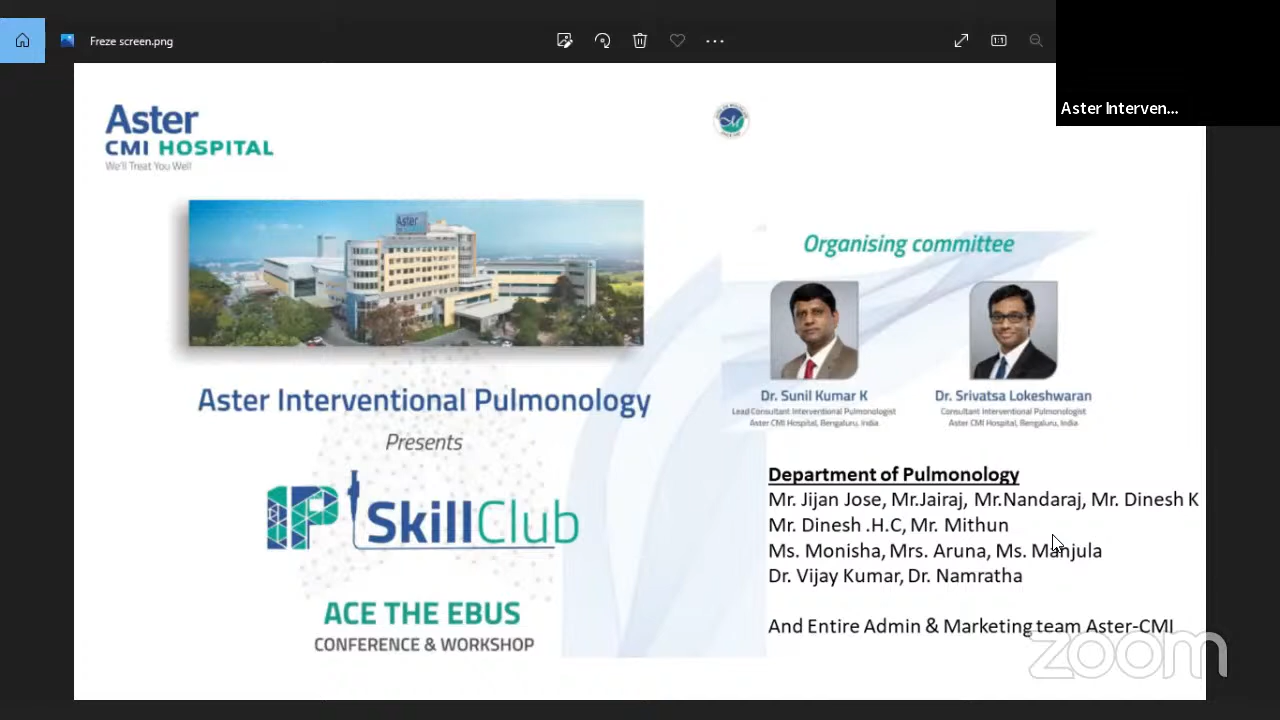 Freze screen.png
Aster Interven...
Aster
CMI HOSPITAL
We'll Treat You Well
Aster
Aster Interventional Pulmonology
Presents
IP SkillClub
ACE THE EBUS
CONFERENCE & WORKSHOP
Organising committee
Dr. Sunil Kumar K
Lead Consultant Interventional Pulmonologist
Aster CMI Hospital, Bengaluru, India
Dr. Srivatsa Lokeshwaran
Consultant Interventional Pulmonologist
Aster CMI Hospital, Bengaluru, India
Department of Pulmonology
Mr. Jijan Jose, Mr.Jairaj, Mr.Nandaraj, Mr. Dinesh K
Mr. Dinesh .H.C, Mr. Mithun
Ms. Monisha, Mrs. Aruna, Ms. Manjula
Dr. Vijay Kumar, Dr. Namratha
And Entire Admin & Marketing team Aster-CMI
zoom